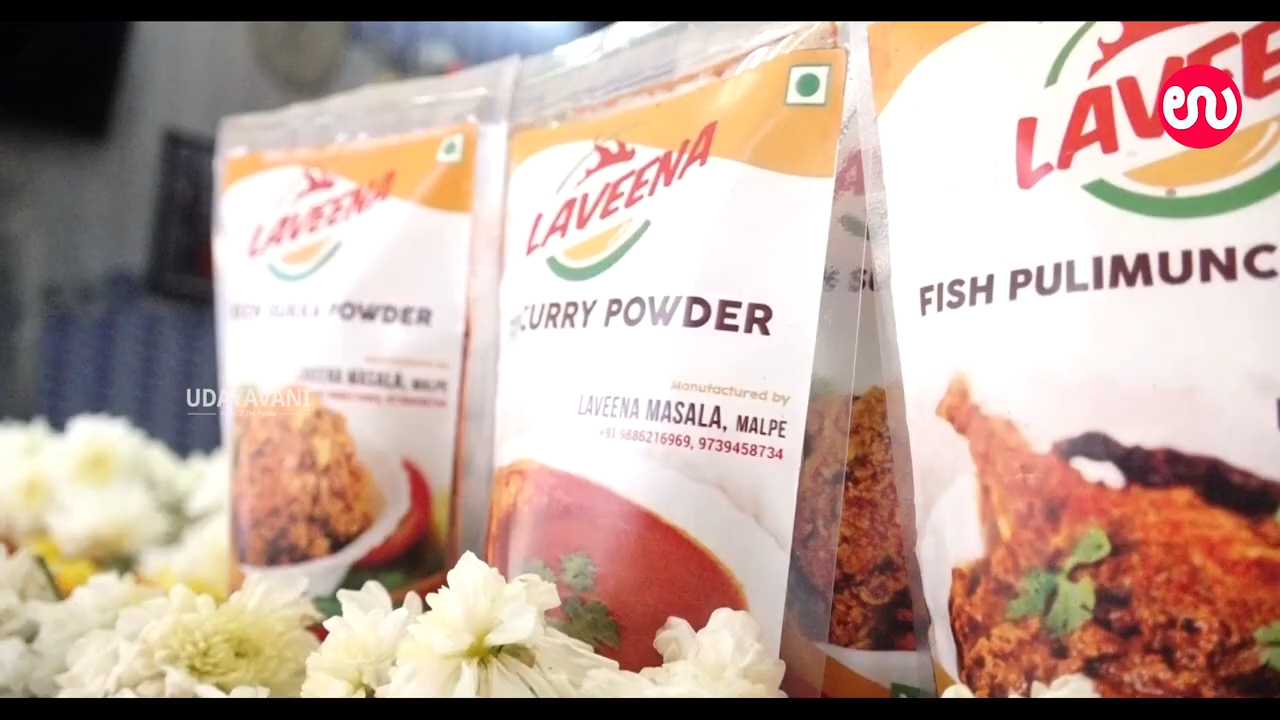 LAVEENA
POWDER
LAVEENA MASALA, MALPE
LAVEENA
CURRY POWDER
Manufactured by
LAVEENA MASALA, MALPE
+91 9886216969, 9739458734
LAVEE
FISH PULIMUNC
ಉ
UDAYAVANI